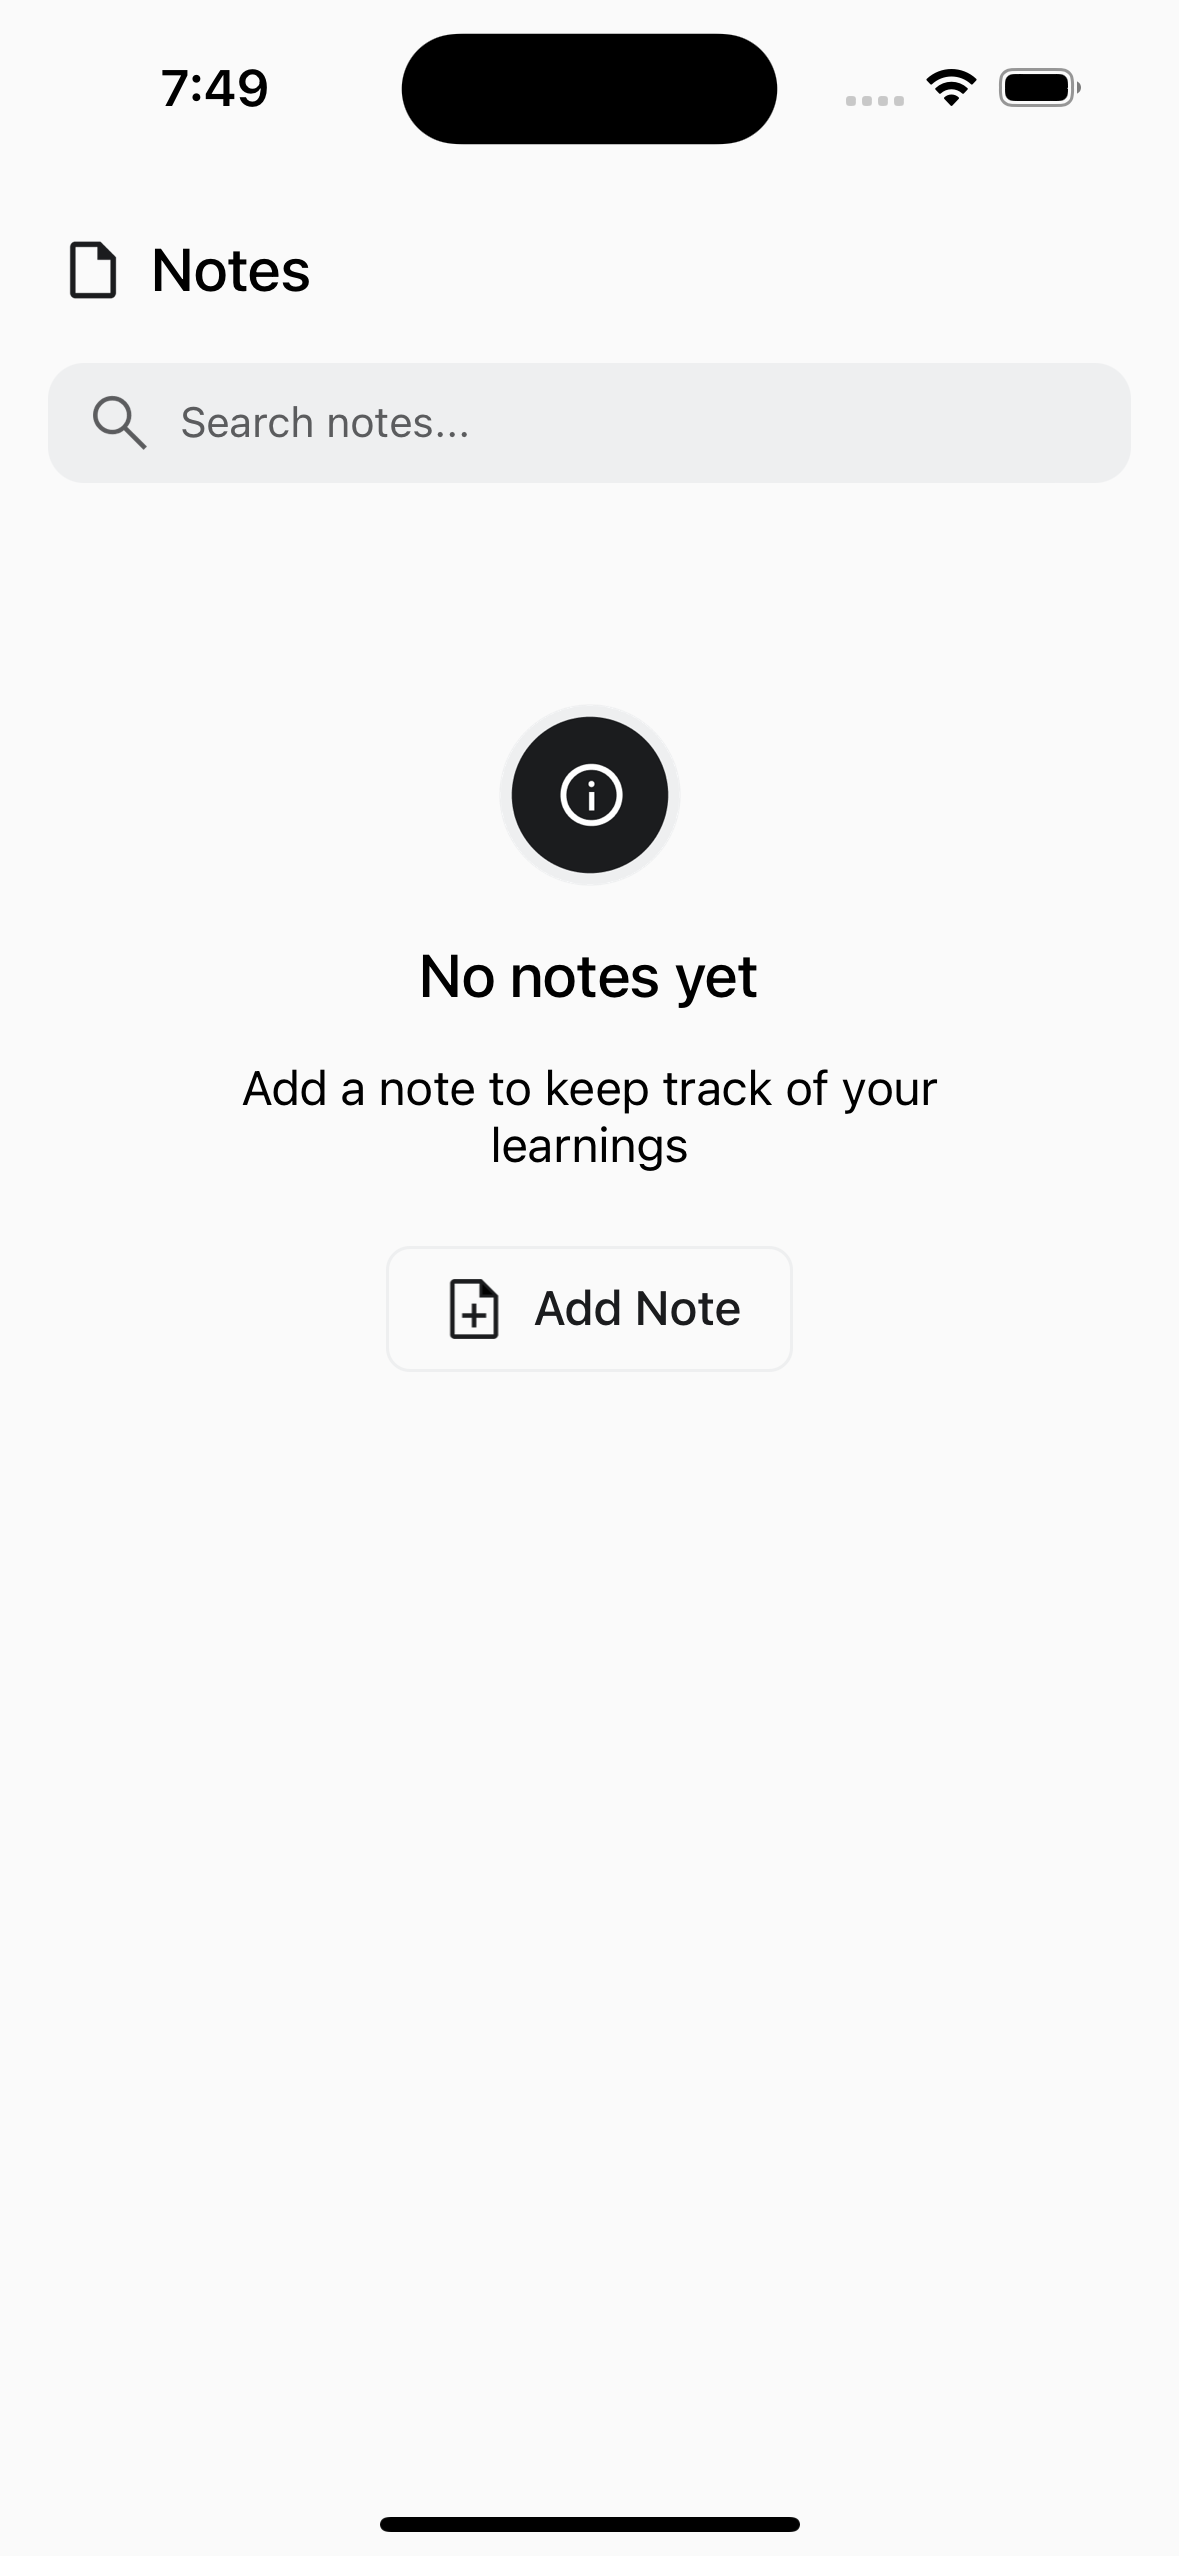 7:49
Notes
Search notes...
No notes yet
Add a note to keep track of your
learnings
Add Note